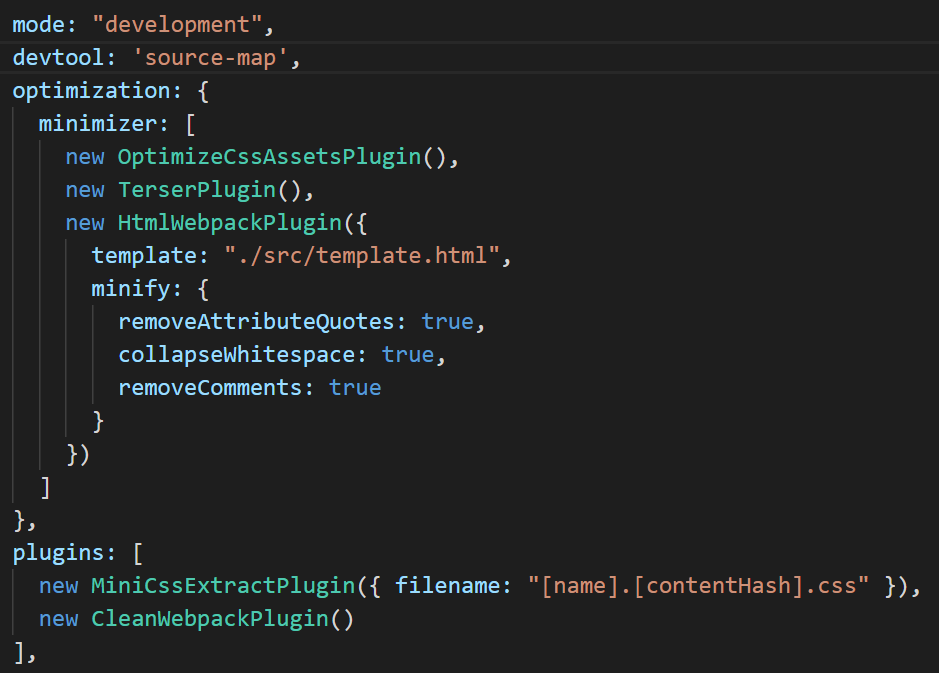 mode: "development",
devtool: 'source-map',
optimization: {
  minimizer: [
    new OptimizeCssAssetsPlugin(),
    new TerserPlugin(),
    new HtmlWebpackPlugin({
      template: "./src/template.html",
      minify: {
        removeAttributeQuotes: true,
        collapseWhitespace: true,
        removeComments: true
      }
    })
  ]
},
plugins: [
  new MiniCssExtractPlugin({ filename: "[name].[contentHash].css" }),
  new CleanWebpackPlugin()
],